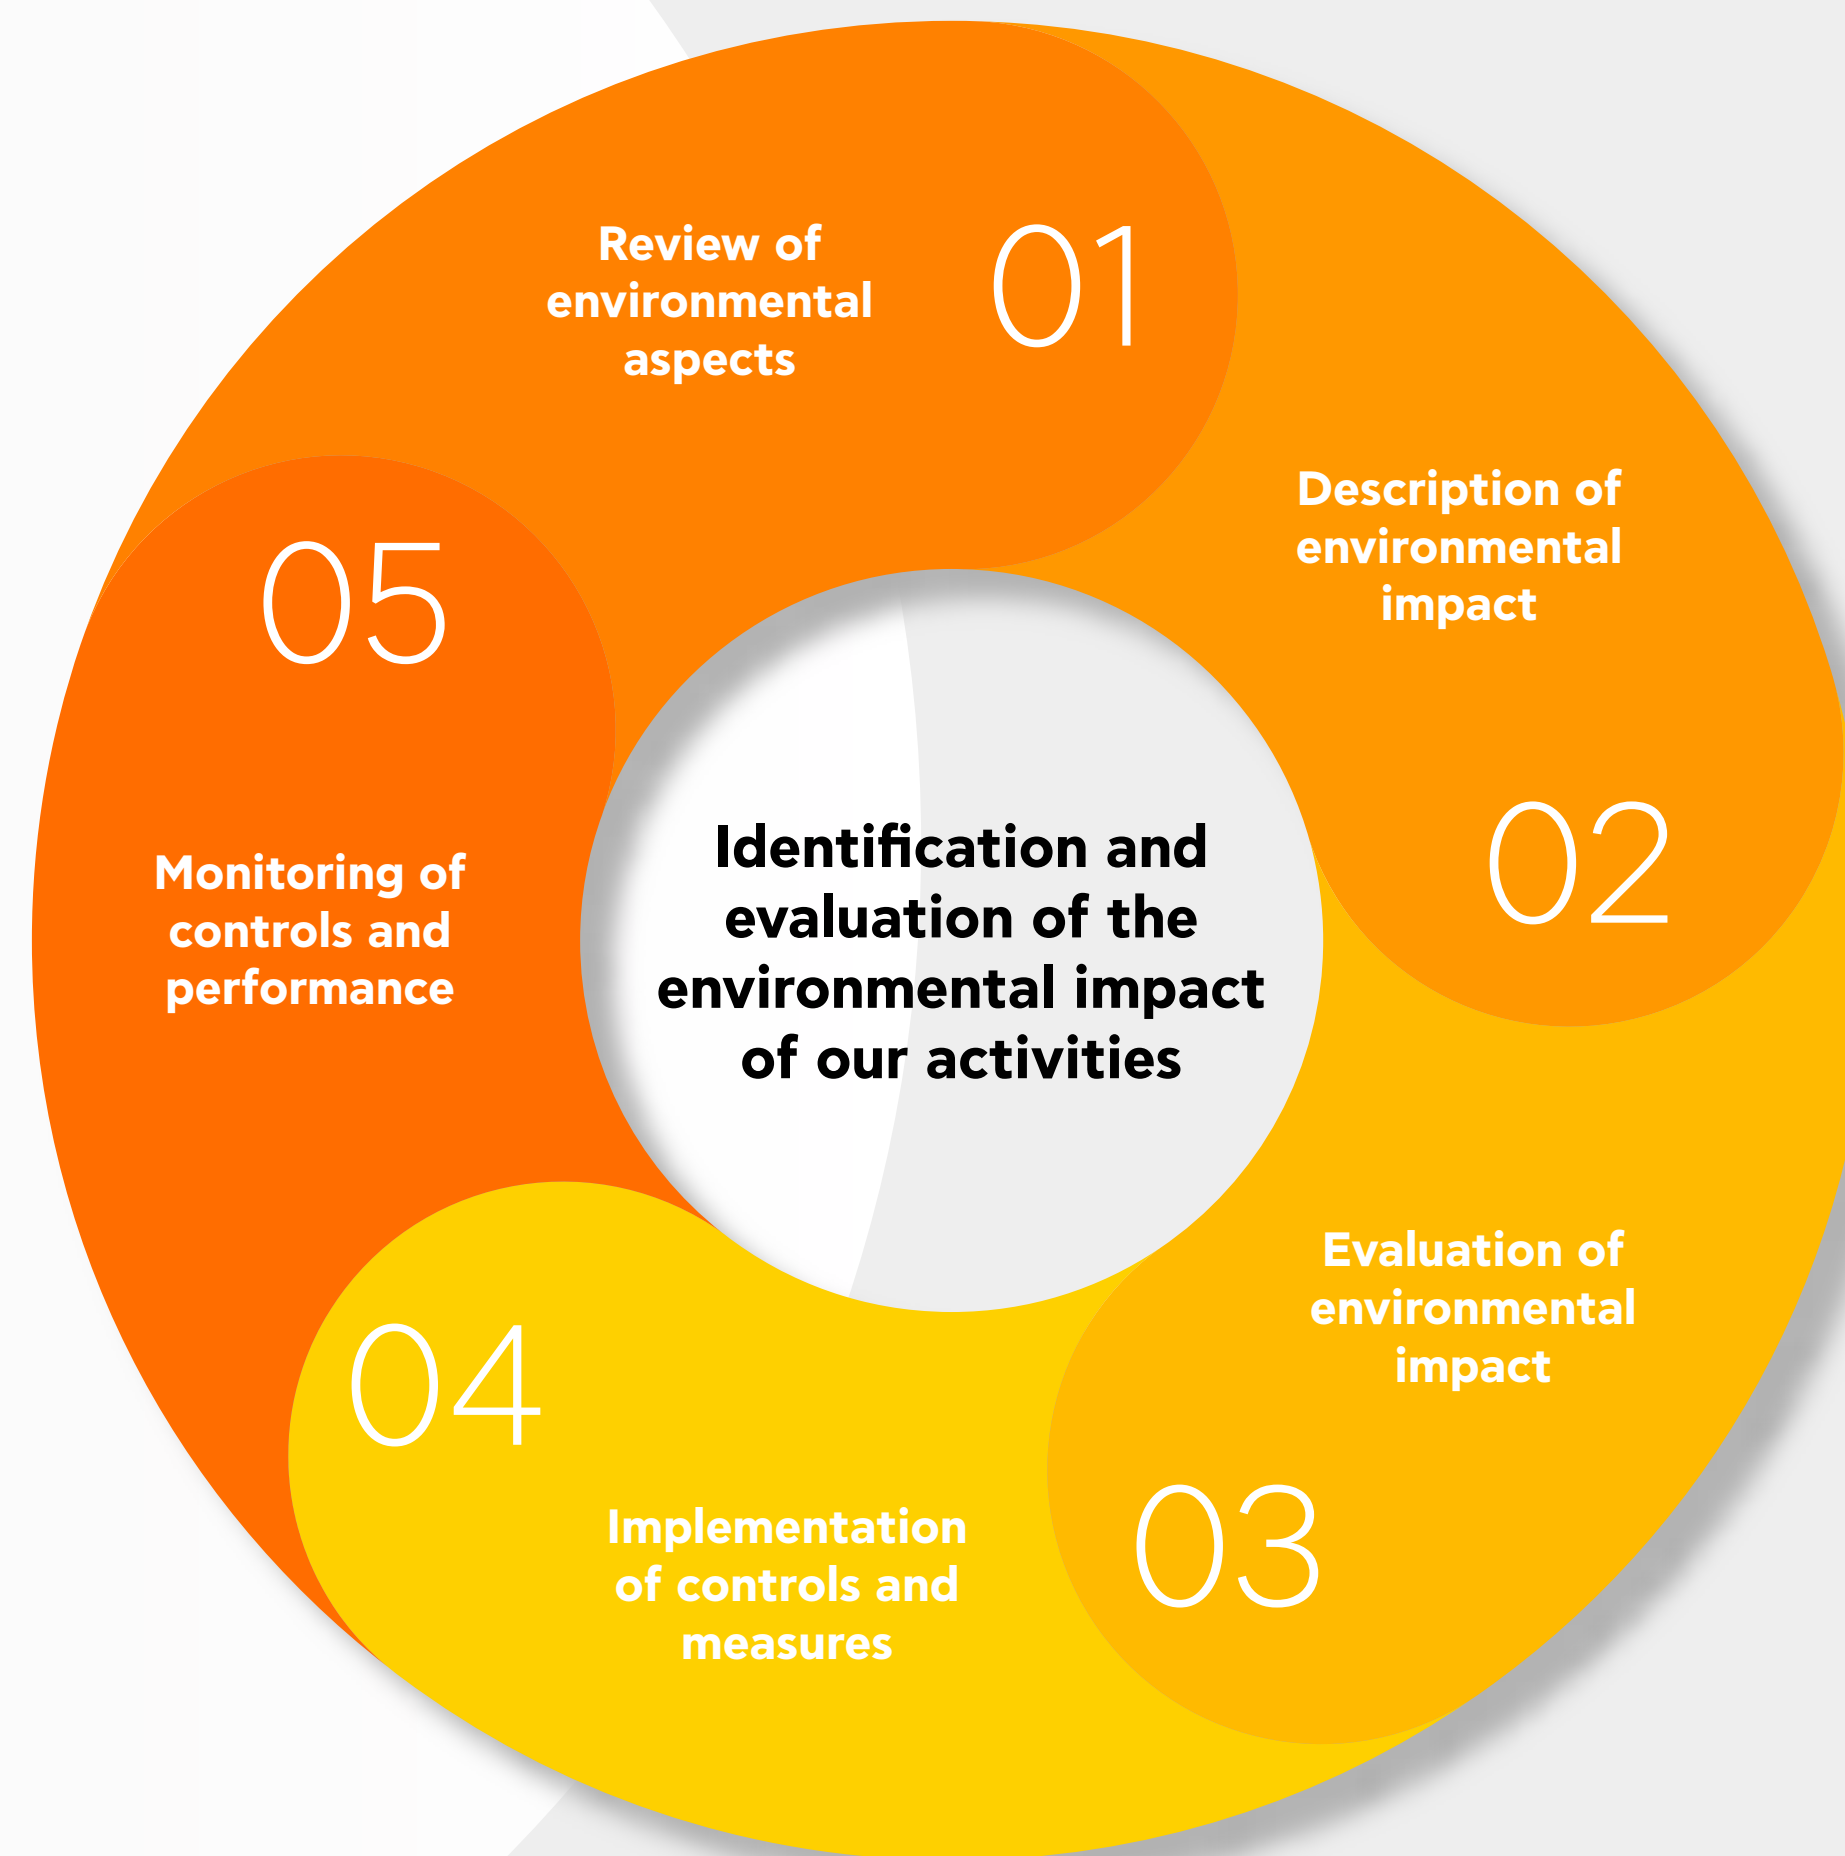 Review of
environmental
aspects
01
Description of
environmental
impact
02
Evaluation of
environmental
impact
03
Implementation
of controls and
measures
04
Monitoring of
controls and
performance
05
Identification and
evaluation of the
environmental impact
of our activities